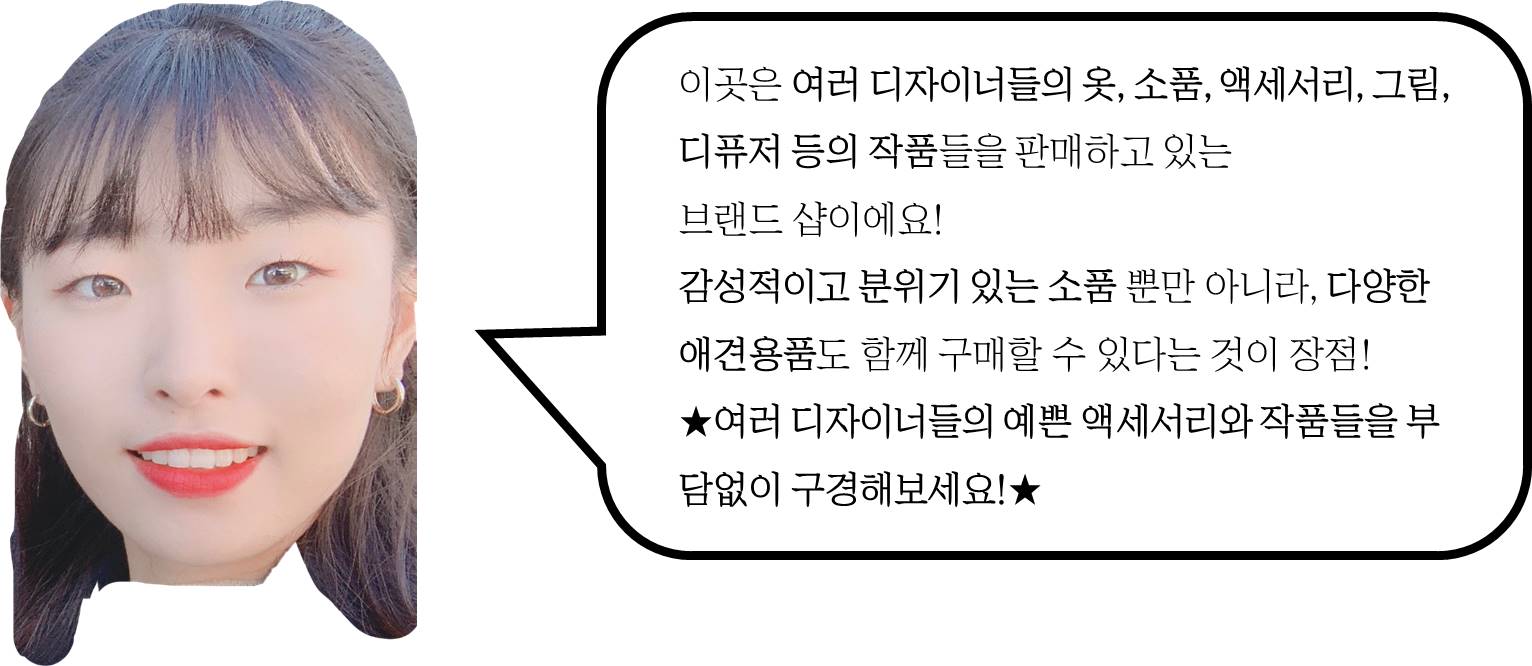 이곳은 여러 디자이너들의 옷, 소품, 액세서리, 그림,
디퓨저 등의 작품들을 판매하고 있는
브랜드 샵이에요!
감성적이고 분위기 있는 소품 뿐만 아니라, 다양한
애견용품도 함께 구매할 수 있다는 것이 장점!
★여러 디자이너들의 예쁜 액세서리와 작품들을 부
담없이 구경해보세요!★